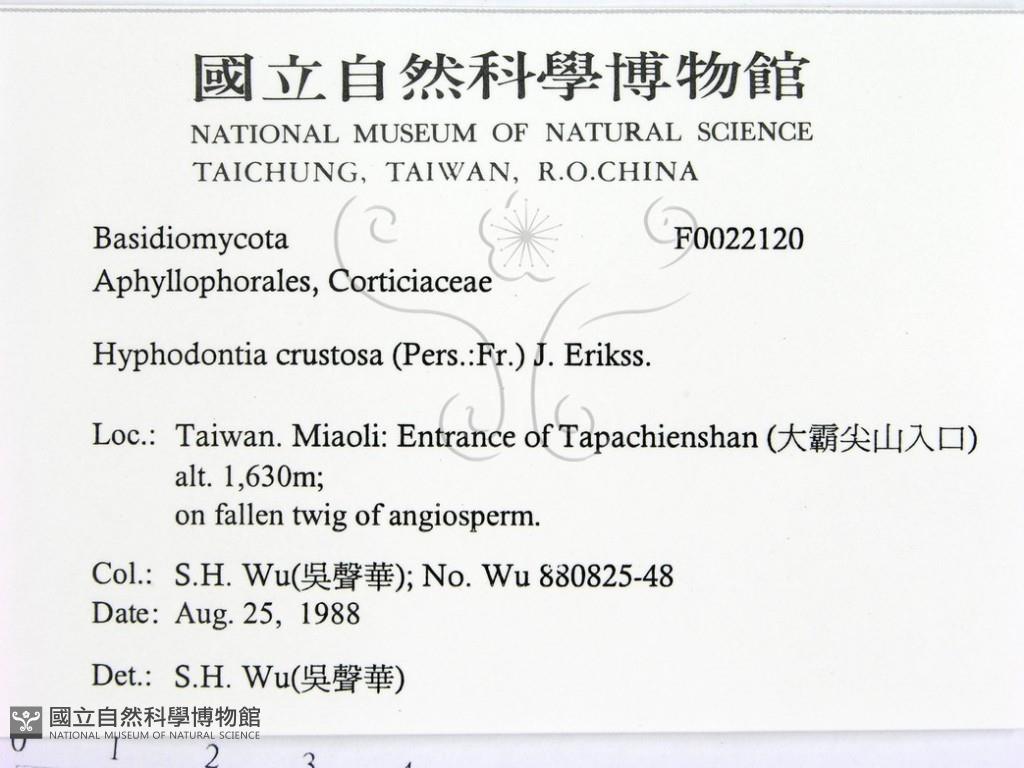 國立自然科學博物館
NATIONAL MUSEUM OF NATURAL SCIENCE
TAICHUNG, TAIWAN, R.O.CHINA
Basidiomycota F0022120
Aphyllophorales, Corticiaceae
Hyphodontia crustosa (Pers.:Fr.) J. Erikss.
Loc.: Taiwan. Miaoli: Entrance of Tapachienshan (大霸尖山入口)
alt. 1,630m;
on fallen twig of angiosperm.
Col.: S.H. Wu(吳聲華); No. Wu 880825-48
Date: Aug. 25, 1988
Det.: S.H. Wu(吳聲華)
國立自然科學博物館
NATIONAL MUSEUM OF NATURAL SCIENCE
0 1 2 3 4